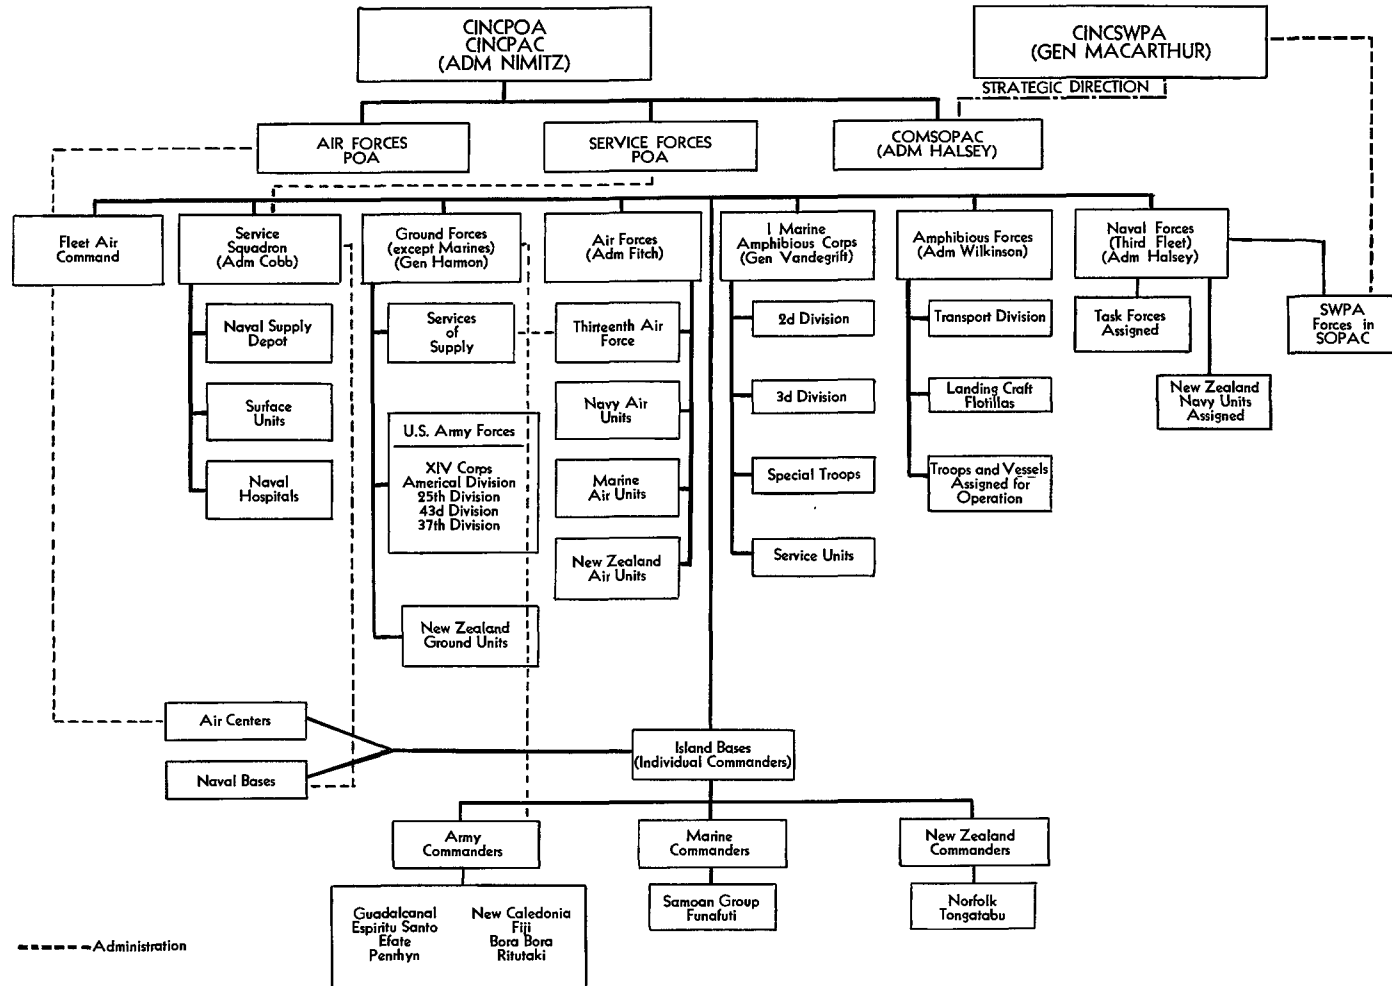 CINCPOA
CINCPAC
(ADM NIMITZ)
CINCSWPA
(GEN MACARTHUR)
STRATEGIC DIRECTION
AIR FORCES
POA
SERVICE FORCES
POA
COMSOPAC
(ADM HALSEY)
Fleet Air
Command
Service
Squadron
(Adm Cobb)
Ground Forces
(except Marines)
(Gen Harmon)
Air Forces
(Adm Fitch)
I Marine
Amphibious Corps
(Gen Vandegrift)
Amphibious Forces
(Adm Wilkinson)
Naval Forces
(Third Fleet)
(Adm Halsey)
Naval Supply
Depot
Surface
Units
Naval
Hospitals
Services
of
Supply
U.S. Army Forces
XIV Corps
Americal Division
25th Division
43d Division
37th Division
New Zealand
Ground Units
Thirteenth Air
Force
Navy Air
Units
Marine
Air Units
New Zealand
Air Units
2d Division
3d Division
Special Troops
Service Units
Transport Division
Landing Craft
Flotillas
Troops and Vessels
Assigned for
Operation
Task Forces
Assigned
New Zealand
Navy Units
Assigned
SWPA
Forces in
SOPAC
Air Centers
Naval Bases
Island Bases
(Individual Commanders)
Army
Commanders
Marine
Commanders
New Zealand
Commanders
Guadalcanal
Espiritu Santo
Efate
Penrhyn
New Caledonia
Fiji
Bora Bora
Ritutaki
Samoan Group
Funafuti
Norfolk
Tongatabu
Administration